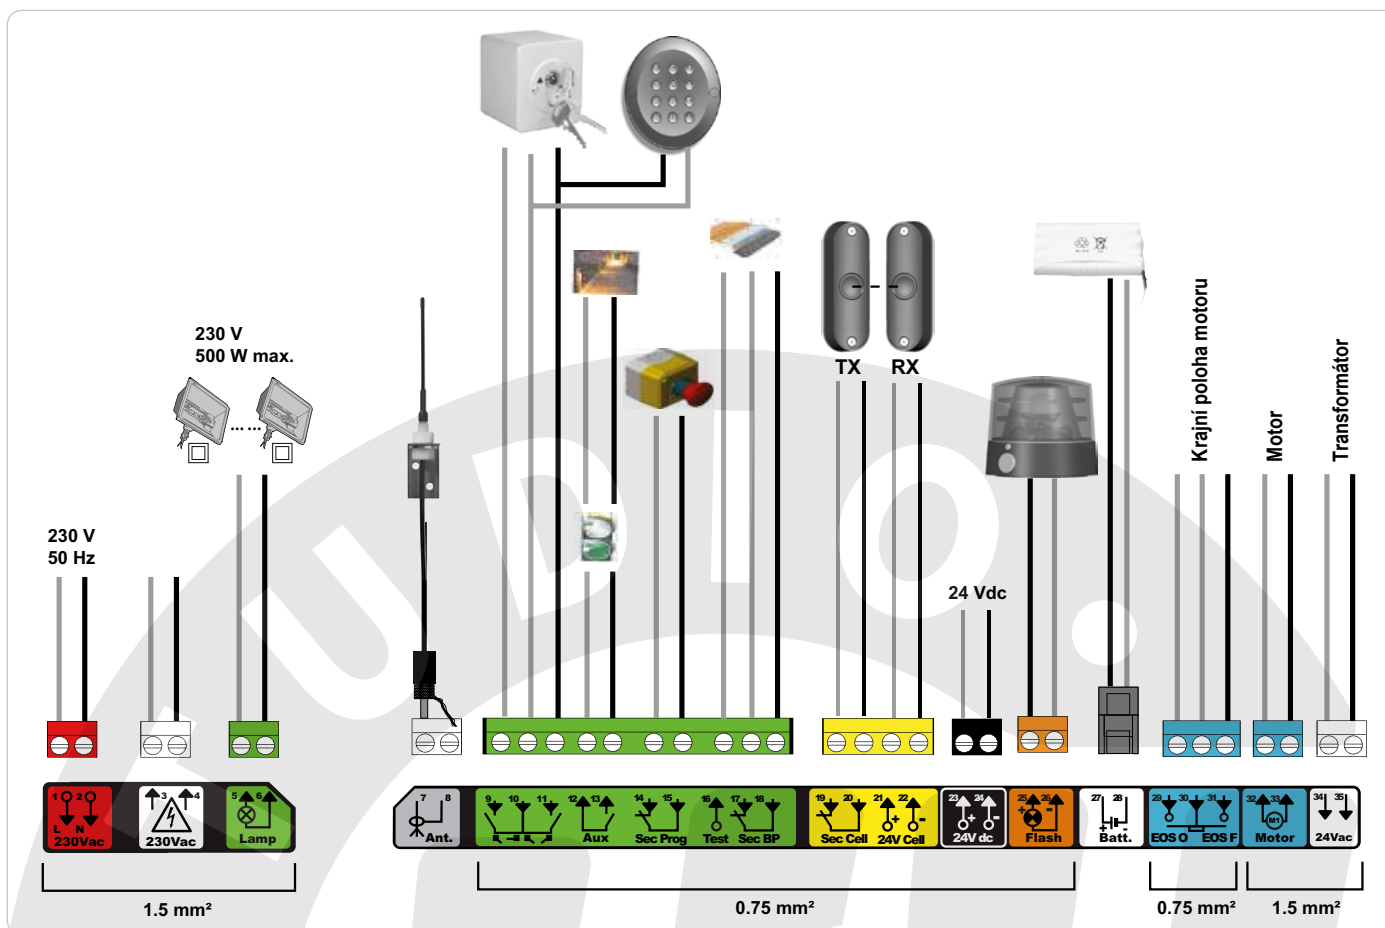 230 V
500 W max.
... ...
230 V
50 Hz
TX
RX
24 Vdc
Krajní poloha motoru
Motor
Transformátor
1 2
L N
230Vac
3 4
230Vac
5 6
Lamp
7 8
Ant.
9 10 11
12 13
Aux
14 15
Sec Prog
16
Test
17 18
Sec BP
19 20
Sec Cell
21 22
+ -
24V Cell
23 24
+ -
24V dc
25 26
+ -
Flash
27 28
+ -
Batt.
29 30 31
EOS O EOS F
32 33
M1
Motor
34 35
24Vac
1.5 mm²
0.75 mm²
0.75 mm²
1.5 mm²
UDIO.